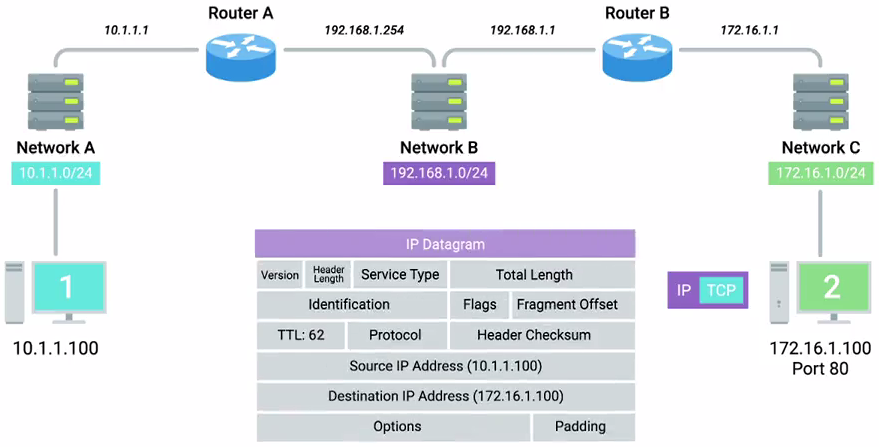 Router A
Router B
10.1.1.1
192.168.1.254
192.168.1.1
172.16.1.1
Network A
Network B
Network C
10.1.1.0/24
192.168.1.0/24
172.16.1.0/24
IP Datagram
Version
Header
Length
Service Type
Total Length
Identification
Flags
Fragment Offset
TTL: 62
Protocol
Header Checksum
Source IP Address (10.1.1.100)
Destination IP Address (172.16.1.100)
Options
Padding
1
10.1.1.100
IP
TCP
2
172.16.1.100
Port 80